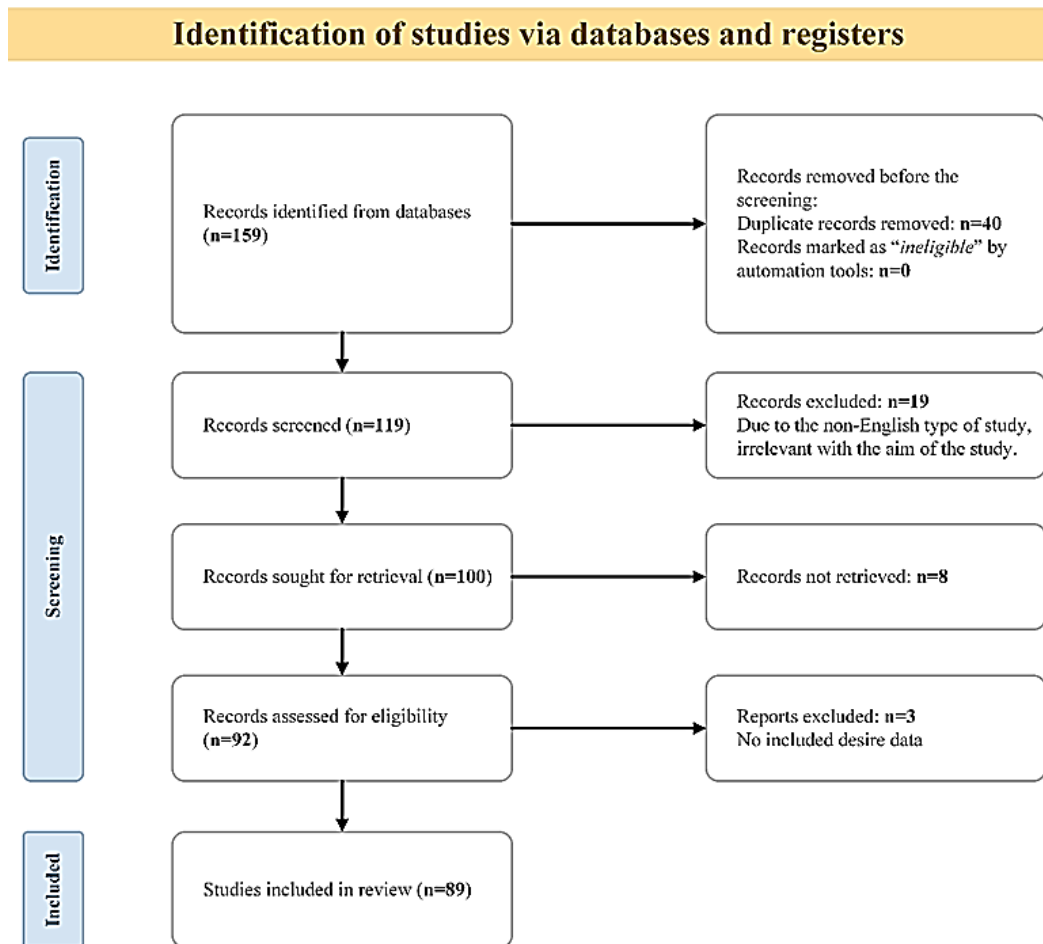 Identification of studies via databases and registers
Identification
Records identified from databases
(n=159)
Records removed before the
screening:
Duplicate records removed: n=40
Records marked as “ineligible” by
automation tools: n=0
Screening
Records screened (n=119)
Records excluded: n=19
Due to the non-English type of study,
irrelevant with the aim of the study.
Records sought for retrieval (n=100)
Records not retrieved: n=8
Records assessed for eligibility
(n=92)
Reports excluded: n=3
No included desire data
Included
Studies included in review (n=89)